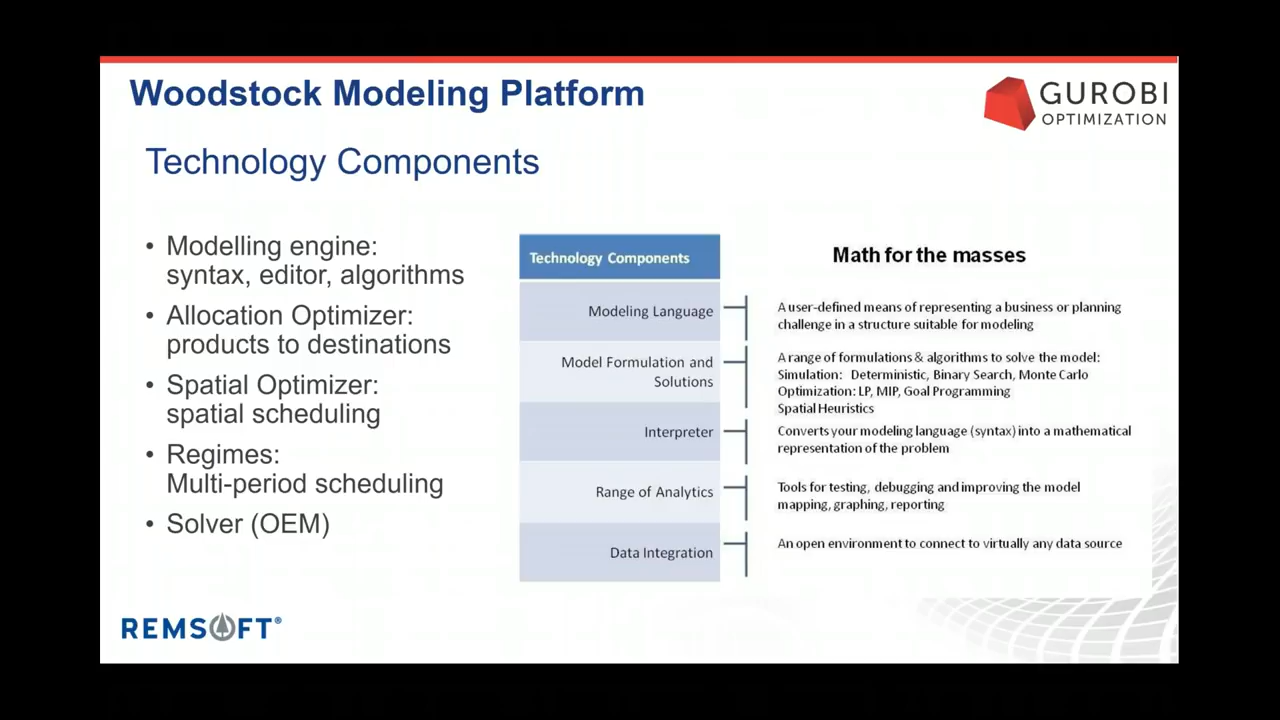 Woodstock Modeling Platform
GUROBI
OPTIMIZATION
Technology Components
• Modelling engine:
syntax, editor, algorithms
• Allocation Optimizer:
products to destinations
• Spatial Optimizer:
spatial scheduling
• Regimes:
Multi-period scheduling
• Solver (OEM)
Technology Components
Math for the masses
Modeling Language
A user-defined means of representing a business or planning
challenge in a structure suitable for modeling
Model Formulation and
Solutions
A range of formulations & algorithms to solve the model:
Simulation: Deterministic, Binary Search, Monte Carlo
Optimization: LP, MIP, Goal Programming
Spatial Heuristics
Interpreter
Converts your modeling language (syntax) into a mathematical
representation of the problem
Range of Analytics
Tools for testing, debugging and improving the model
mapping, graphing, reporting
Data Integration
An open environment to connect to virtually any data source
REMSOFT®